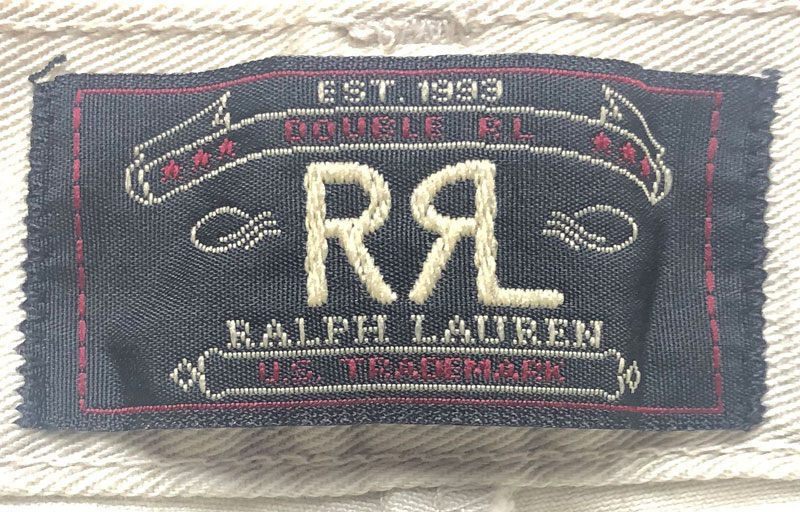 EST. 1993
DOUBLE RL
RRL
RALPH LAUREN
U.S. TRADEMARK